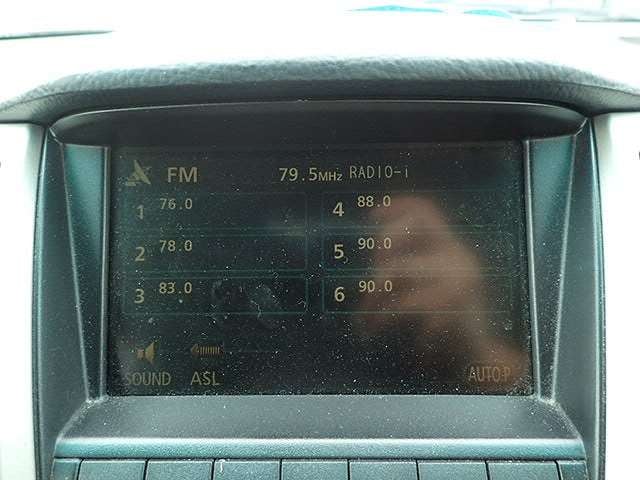 FM 79.5MHz RADIO-i
1 76.0 4 88.0
2 78.0 5 90.0
3 83.0 6 90.0
SOUND ASL AUTO.P